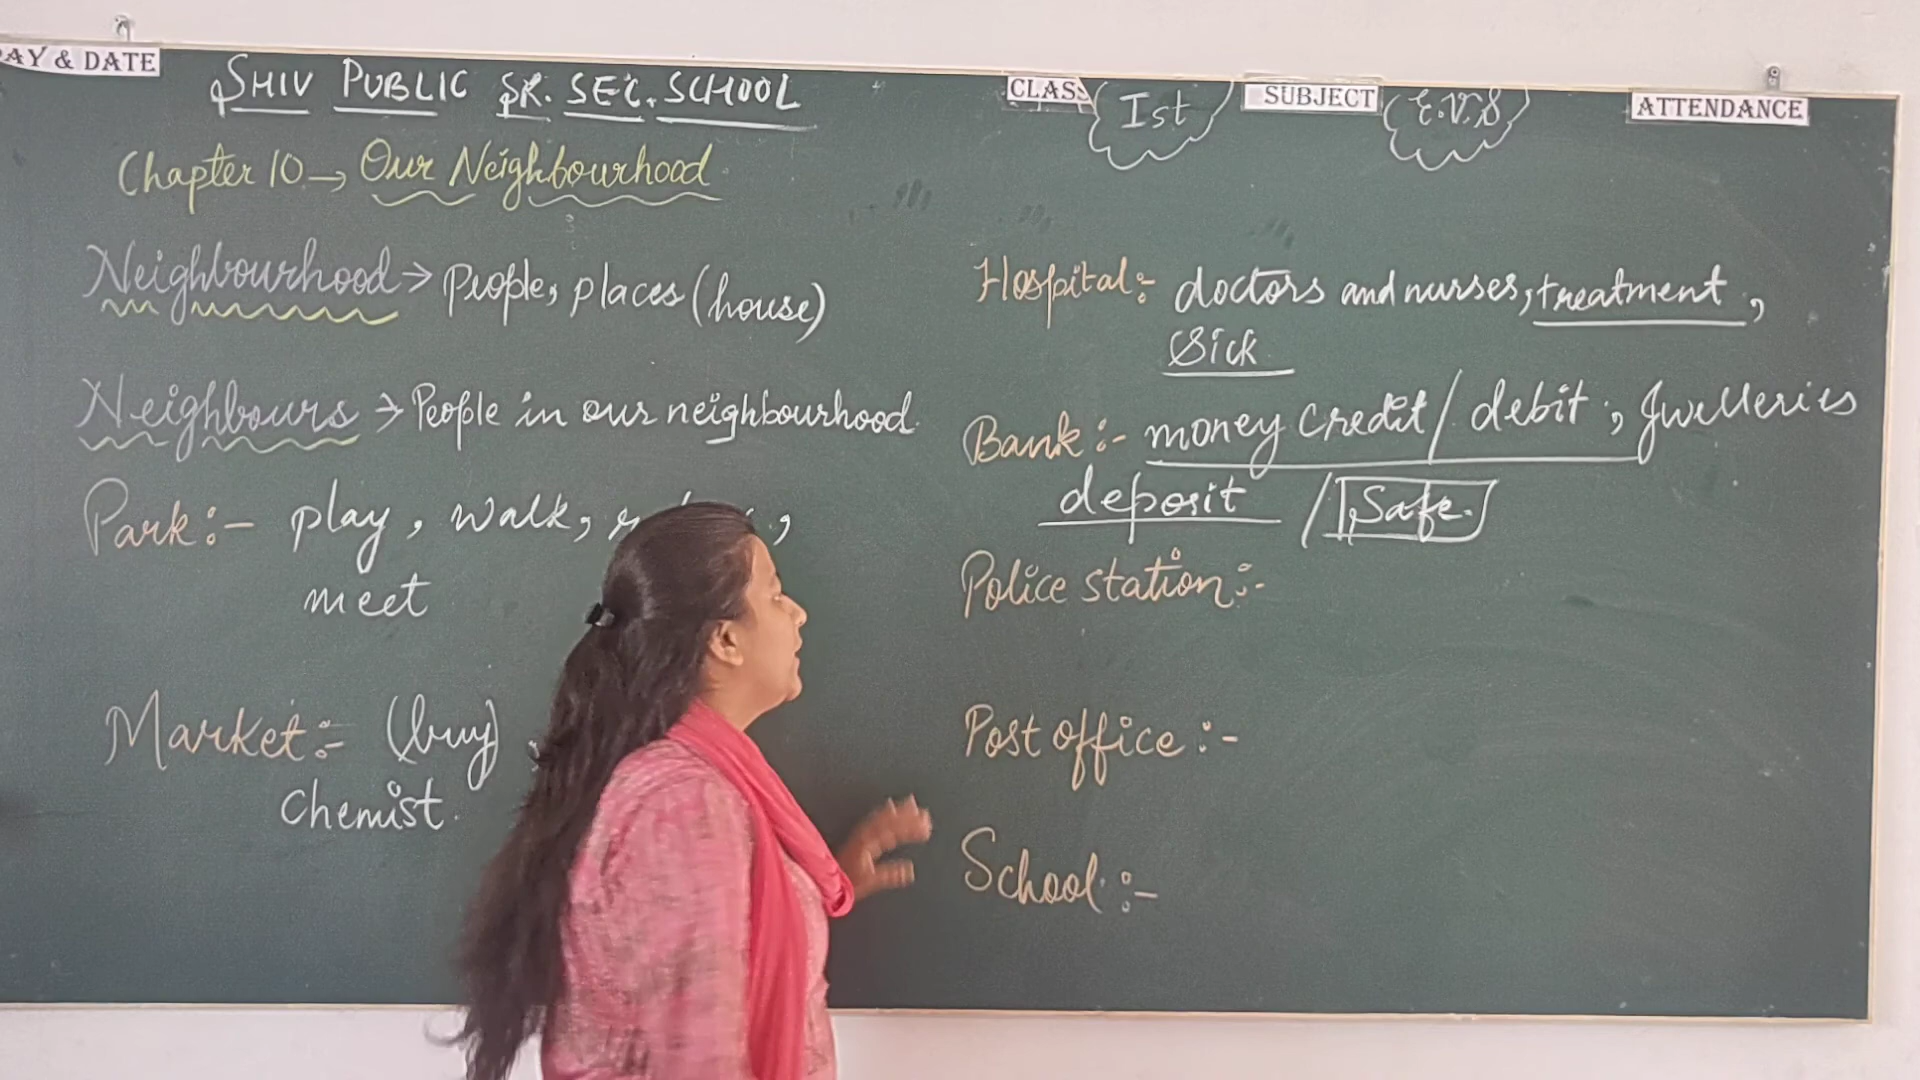 AY & DATE
SHIV PUBLIC SR. SEC. SCHOOL
CLASS
Ist
SUBJECT
E.V.S
ATTENDANCE
Chapter 10 → Our Neighbourhood
Neighbourhood → People, places (house)
Neighbours → People in our neighbourhood.
Park :- play, walk,
meet
Market :- (buy)
Chemist.
Hospital :- doctors and nurses, treatment,
Sick
Bank :- money credit / debit, Jwelleries
deposit / Safe.
Police station :-
Post office :-
School :-